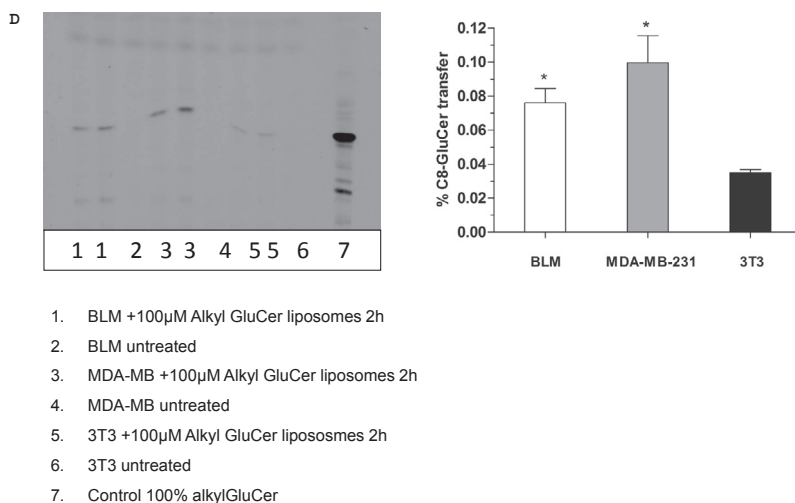 D
1 1 2 3 3 4 5 5 6 7
% C8-GluCer transfer
0.12
0.10
0.08
0.06
0.04
0.02
0.00
*
*
BLM MDA-MB-231 3T3
1. BLM +100μM Alkyl GluCer liposomes 2h
2. BLM untreated
3. MDA-MB +100μM Alkyl GluCer liposomes 2h
4. MDA-MB untreated
5. 3T3 +100μM Alkyl GluCer lipososmes 2h
6. 3T3 untreated
7. Control 100% alkylGluCer